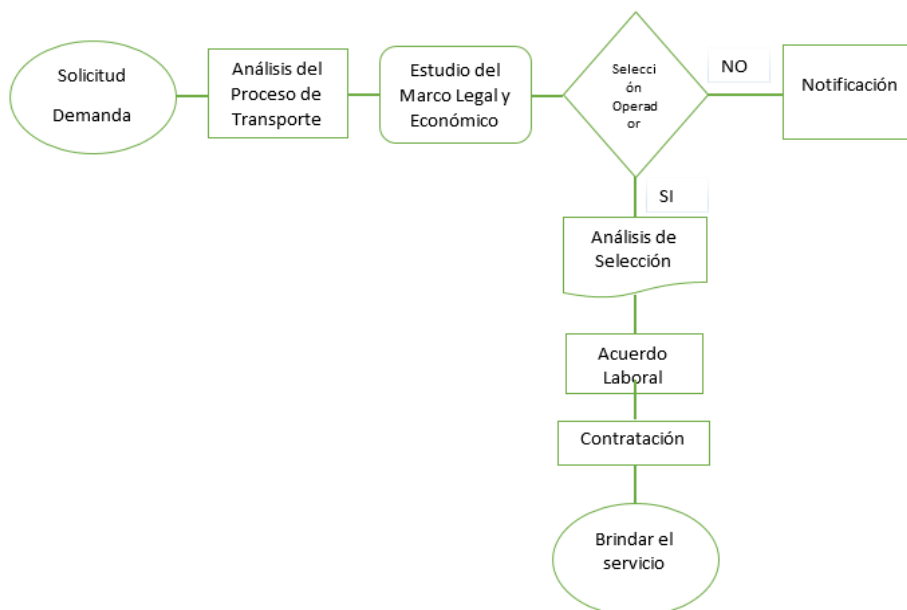 Solicitud
Demanda
Análisis del
Proceso de
Transporte
Estudio del
Marco Legal y
Económico
Selecci
ón
Operad
or
NO
Notificación
SI
Análisis de
Selección
Acuerdo
Laboral
Contratación
Brindar el
servicio